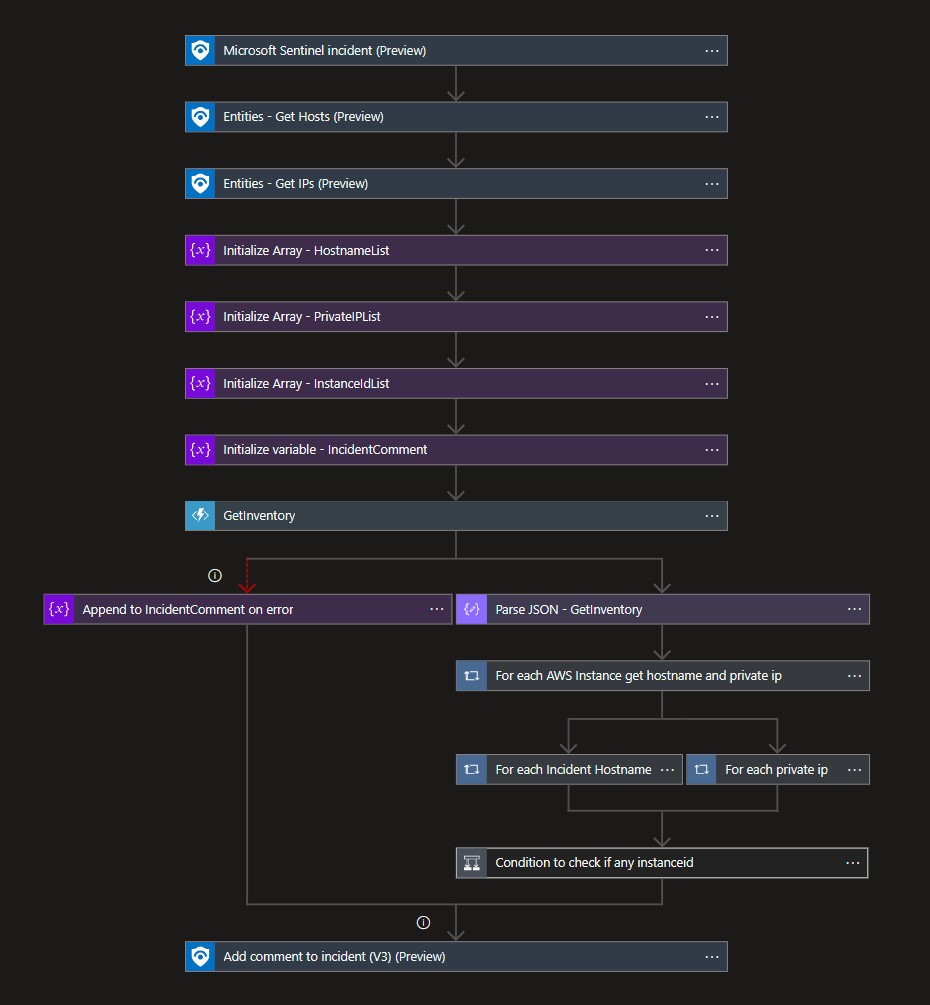 Microsoft Sentinel incident (Preview)
Entities - Get Hosts (Preview)
Entities - Get IPs (Preview)
{x} Initialize Array - HostnameList
{x} Initialize Array - PrivateIPList
{x} Initialize Array - InstanceIdList
{x} Initialize variable - IncidentComment
GetInventory
{x} Append to IncidentComment on error
Parse JSON - GetInventory
For each AWS Instance get hostname and private ip
For each Incident Hostname
For each private ip
Condition to check if any instanceid
Add comment to incident (V3) (Preview)